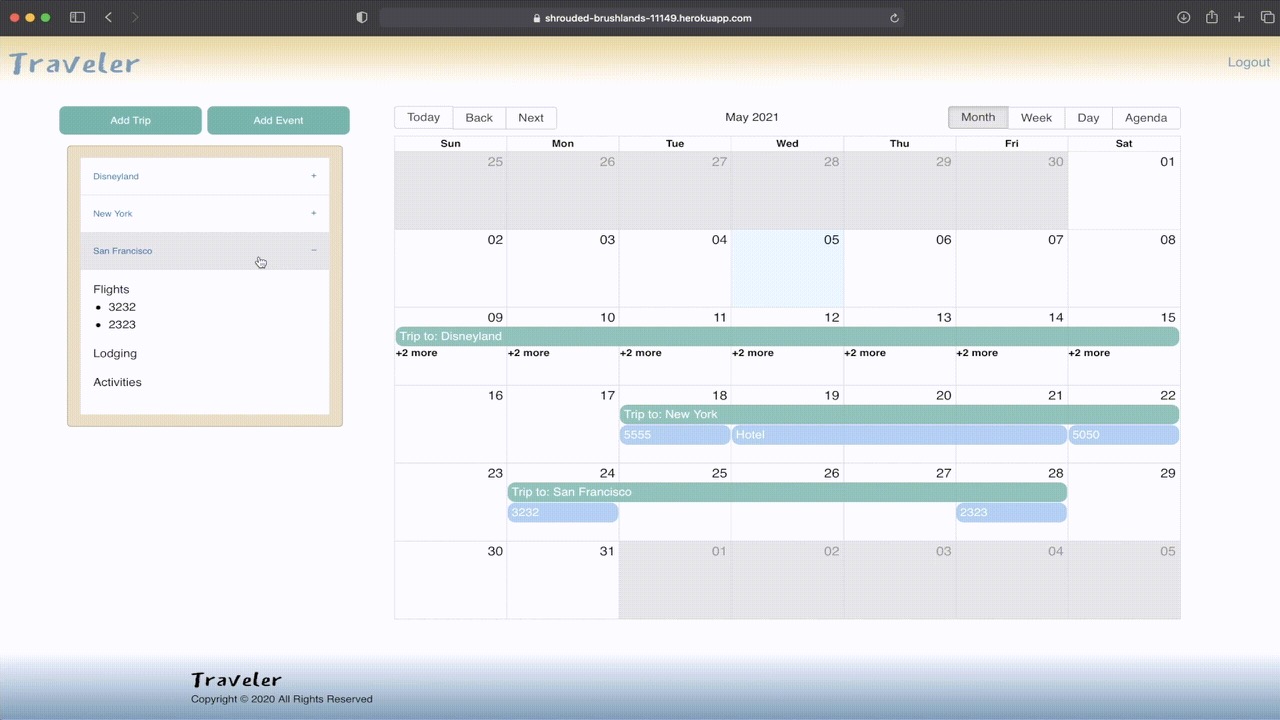 shrouded-brushlands-11149.herokuapp.com
Traveler
Logout
Add Trip
Add Event
Disneyland +
New York +
San Francisco −
Flights
• 3232
• 2323
Lodging
Activities
Today Back Next
May 2021
Month Week Day Agenda
Sun Mon Tue Wed Thu Fri Sat
25 26 27 28 29 30 01
02 03 04 05 06 07 08
09 10 11 12 13 14 15
Trip to: Disneyland
+2 more +2 more +2 more +2 more +2 more +2 more +2 more
16 17 18 19 20 21 22
Trip to: New York
5555 Hotel 5050
23 24 25 26 27 28 29
Trip to: San Francisco
3232 2323
30 31 01 02 03 04 05
Traveler
Copyright © 2020 All Rights Reserved